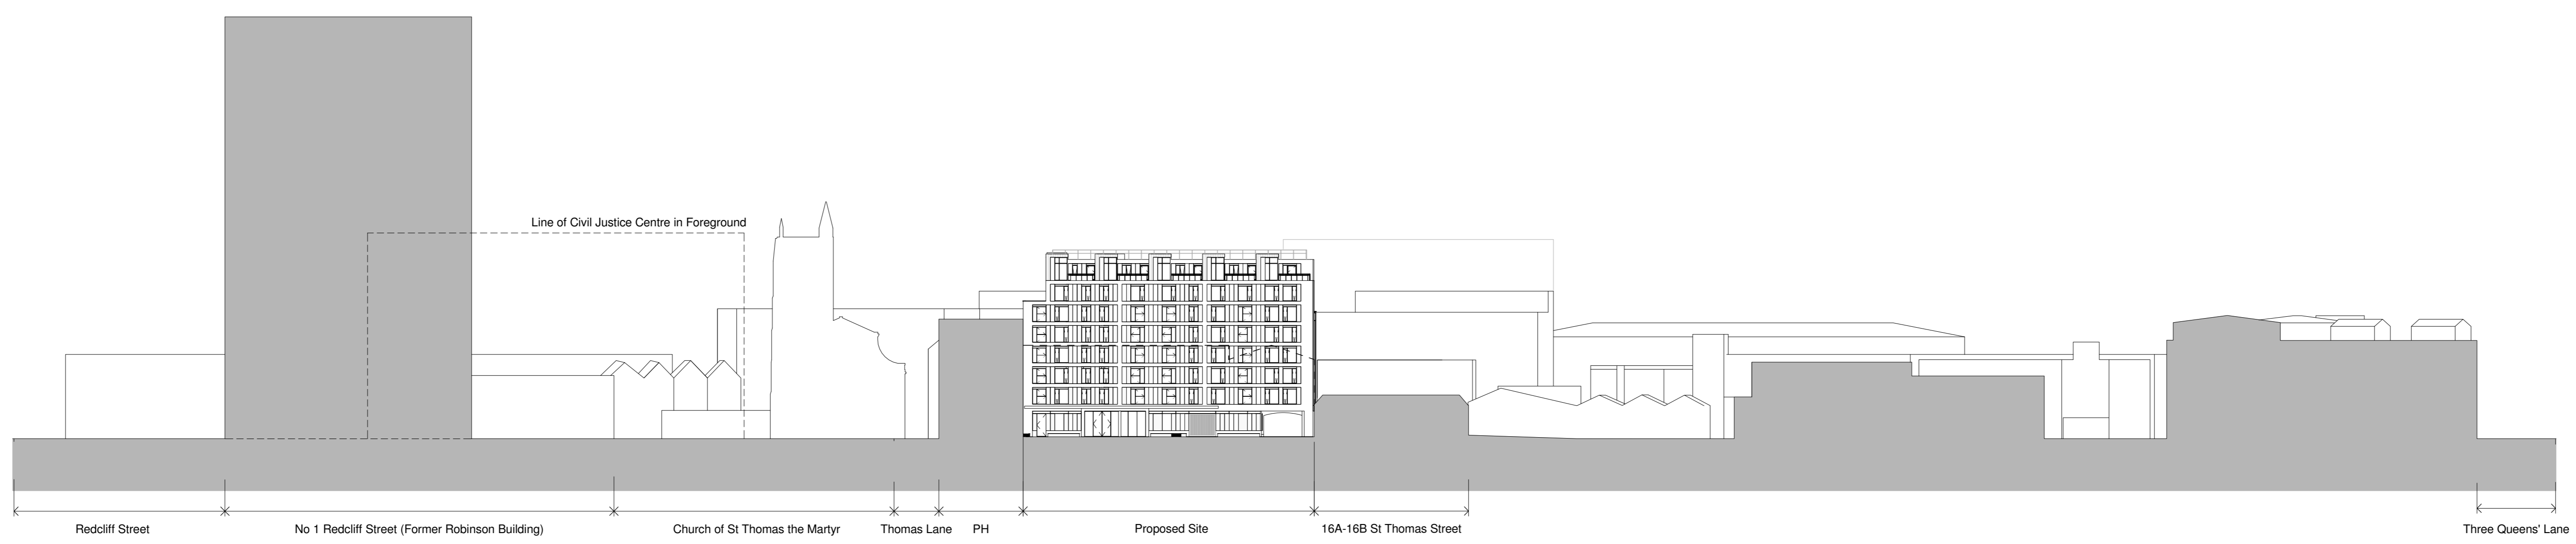 Line of Civil Justice Centre in Foreground
Redcliff Street
No 1 Redcliff Street (Former Robinson Building)
Church of St Thomas the Martyr
Thomas Lane
PH
Proposed Site
16A-16B St Thomas Street
Three Queens' Lane